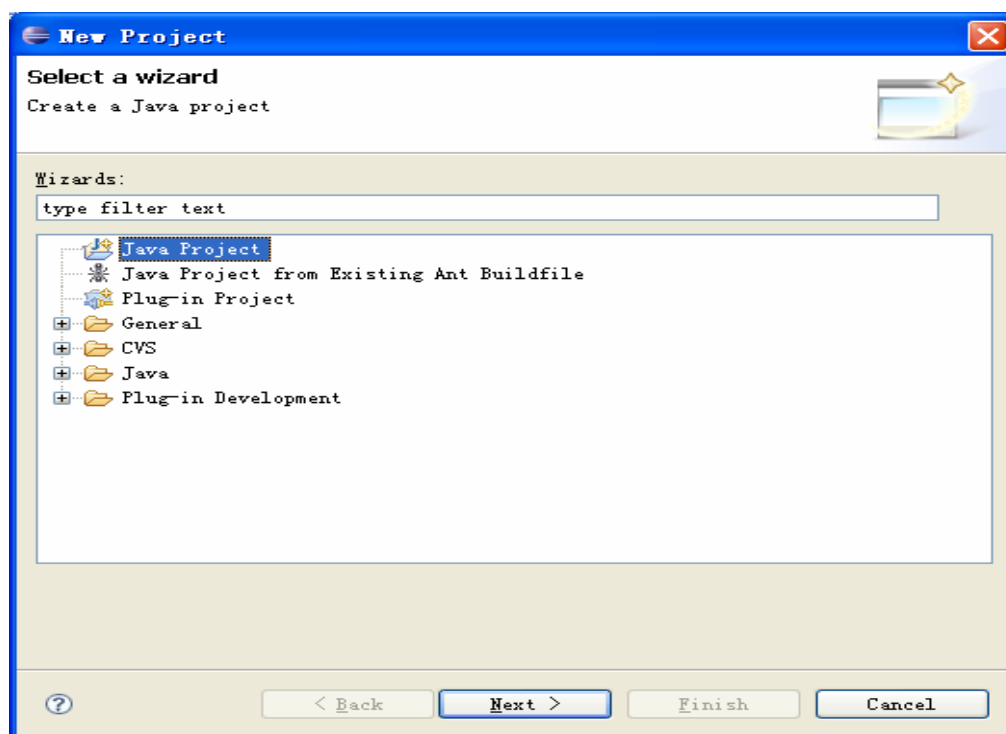 New Project
Select a wizard
Create a Java project
Wizards:
type filter text
Java Project
Java Project from Existing Ant Buildfile
Plug-in Project
General
CVS
Java
Plug-in Development
? < Back Next > Finish Cancel